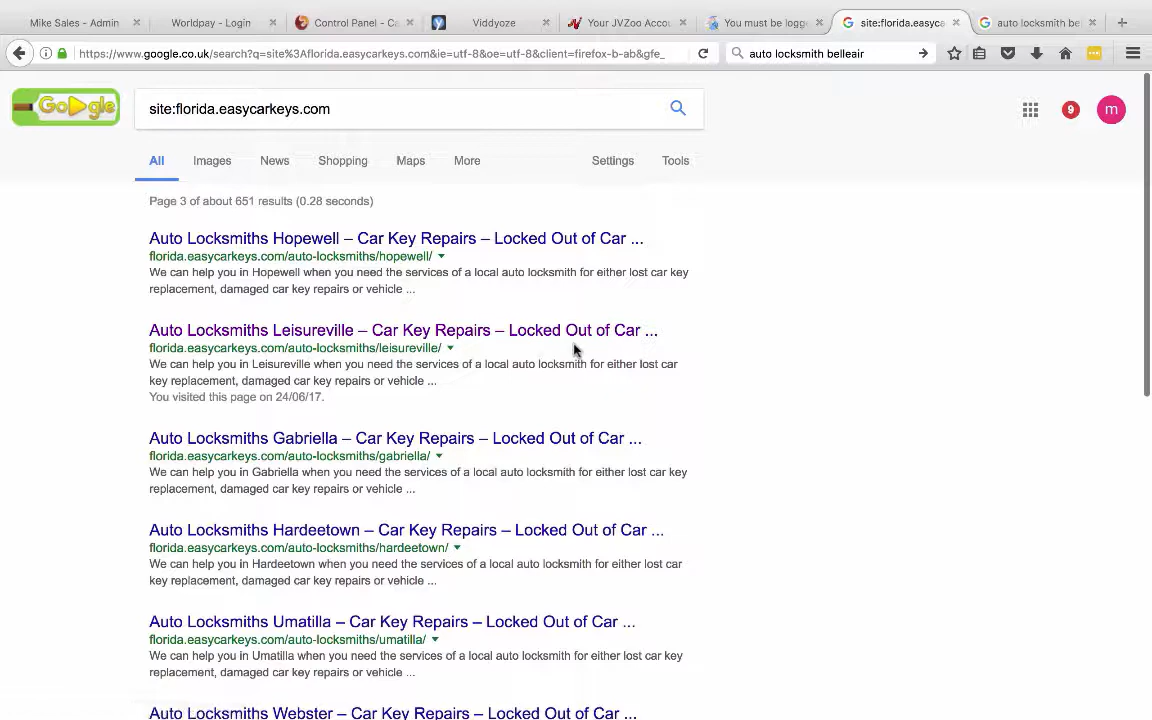 Mike Sales - Admin
Worldpay - Login
Control Panel - Ca
Viddyoze
Your JVZoo Accou
You must be logge
site:florida.easycar
auto locksmith be
https://www.google.co.uk/search?q=site%3Aflorida.easycarkeys.com&ie=utf-8&oe=utf-8&client=firefox-b-ab&gfe_
auto locksmith belleair
Google
site:florida.easycarkeys.com
9
m
All
Images
News
Shopping
Maps
More
Settings
Tools
Page 3 of about 651 results (0.28 seconds)
Auto Locksmiths Hopewell – Car Key Repairs – Locked Out of Car ...
florida.easycarkeys.com/auto-locksmiths/hopewell/
We can help you in Hopewell when you need the services of a local auto locksmith for either lost car key
replacement, damaged car key repairs or vehicle ...
Auto Locksmiths Leisureville – Car Key Repairs – Locked Out of Car ...
florida.easycarkeys.com/auto-locksmiths/leisureville/
We can help you in Leisureville when you need the services of a local auto locksmith for either lost car
key replacement, damaged car key repairs or vehicle ...
You visited this page on 24/06/17.
Auto Locksmiths Gabriella – Car Key Repairs – Locked Out of Car ...
florida.easycarkeys.com/auto-locksmiths/gabriella/
We can help you in Gabriella when you need the services of a local auto locksmith for either lost car key
replacement, damaged car key repairs or vehicle ...
Auto Locksmiths Hardeetown – Car Key Repairs – Locked Out of Car ...
florida.easycarkeys.com/auto-locksmiths/hardeetown/
We can help you in Hardeetown when you need the services of a local auto locksmith for either lost
car key replacement, damaged car key repairs or vehicle ...
Auto Locksmiths Umatilla – Car Key Repairs – Locked Out of Car ...
florida.easycarkeys.com/auto-locksmiths/umatilla/
We can help you in Umatilla when you need the services of a local auto locksmith for either lost car key
replacement, damaged car key repairs or vehicle ...
Auto Locksmiths Webster – Car Key Repairs – Locked Out of Car ...